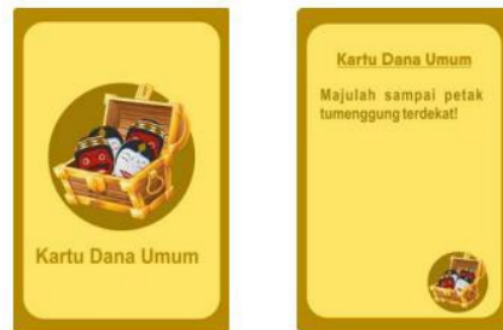 Kartu Dana Umum
Kartu Dana Umum
Majulah sampai petak
tumenggung terdekat!